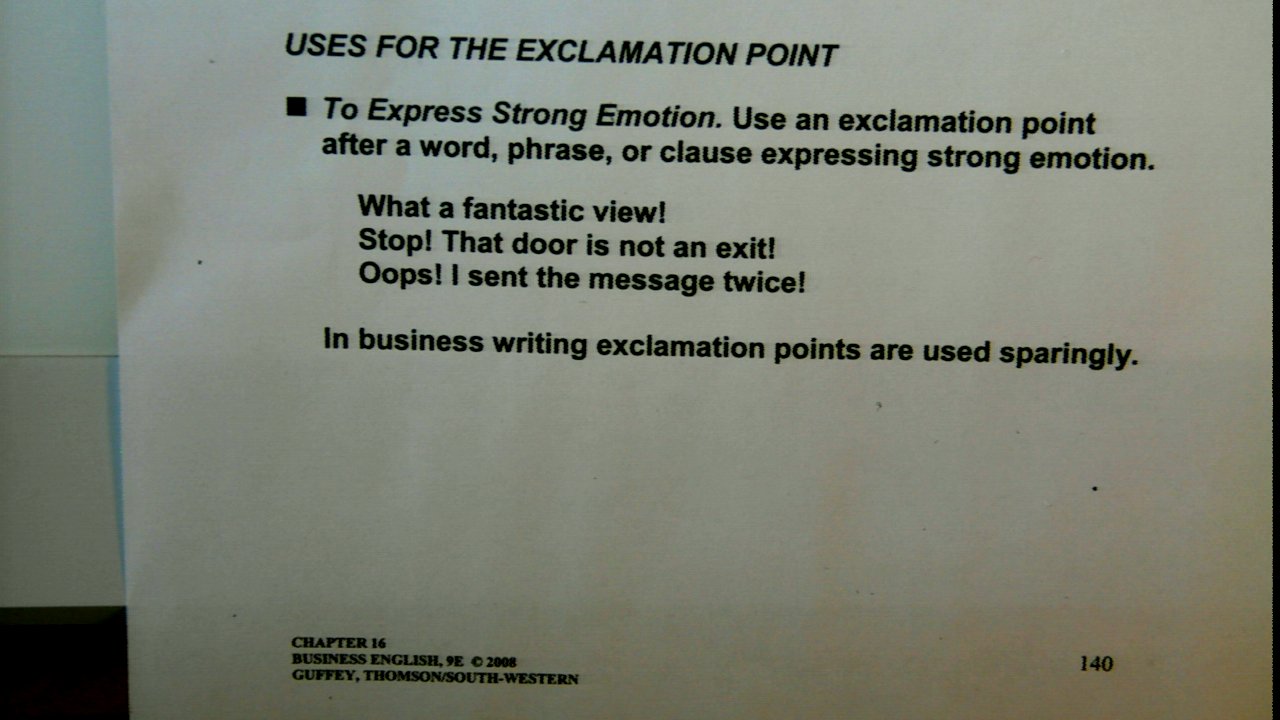 USES FOR THE EXCLAMATION POINT
■ To Express Strong Emotion. Use an exclamation point
after a word, phrase, or clause expressing strong emotion.
What a fantastic view!
Stop! That door is not an exit!
Oops! I sent the message twice!
In business writing exclamation points are used sparingly.
CHAPTER 16
BUSINESS ENGLISH, 9E © 2008
GUFFEY, THOMSON/SOUTH-WESTERN
140